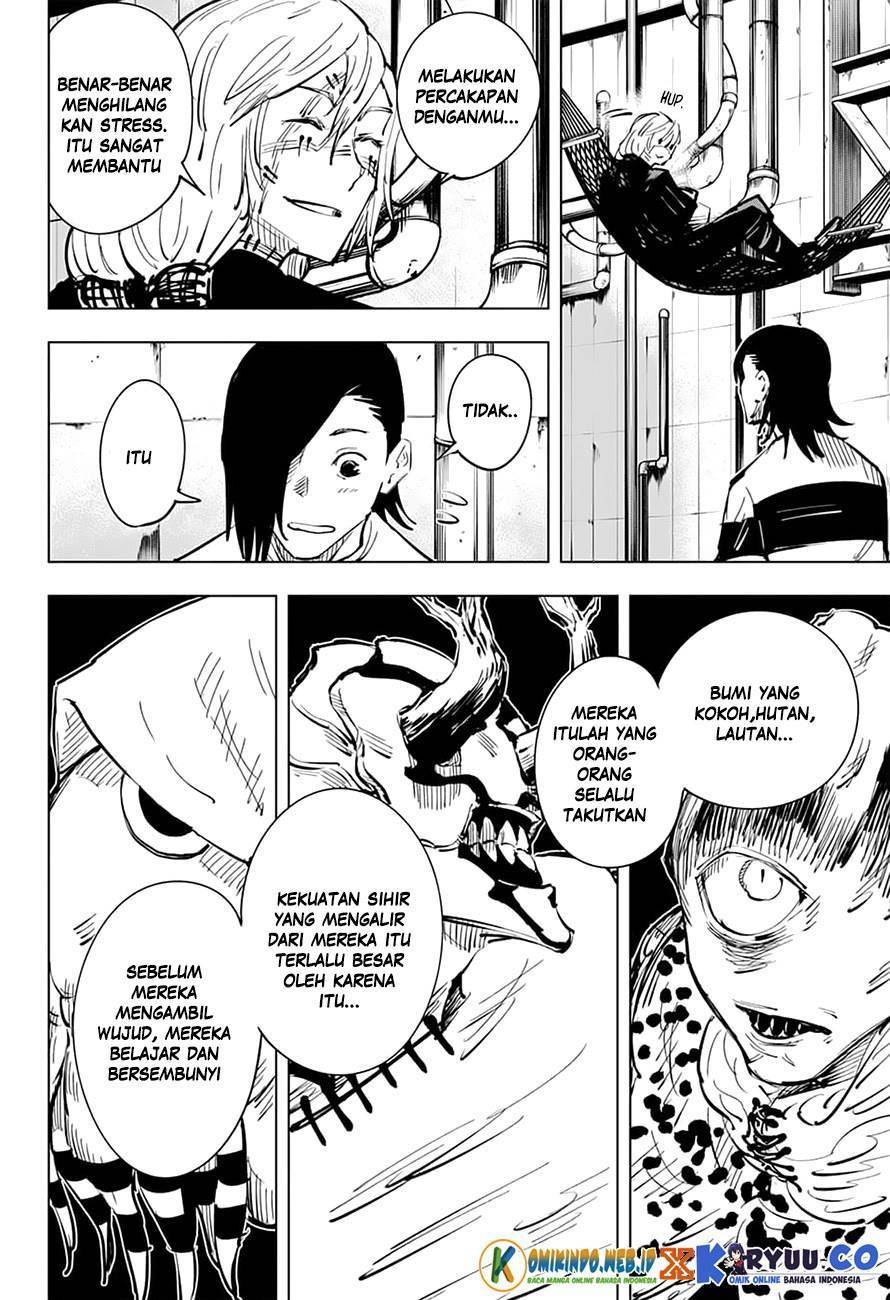 HUP.
MELAKUKAN
PERCAKAPAN
DENGANMU...
BENAR-BENAR
MENGHILANG
KAN STRESS.
ITU SANGAT
MEMBANTU
TIDAK..
ITU
BUMI YANG
KOKOH,HUTAN,
LAUTAN...
MEREKA
ITULAH YANG
ORANG-
ORANG
SELALU
TAKUTKAN
KEKUATAN SIHIR
YANG MENGALIR
DARI MEREKA ITU
TERLALU BESAR
OLEH KARENA
ITU...
SEBELUM
MEREKA
MENGAMBIL
WUJUD, MEREKA
BELAJAR DAN
BERSEMBUNYI
KOMIKINDO.WEB.ID X KIRYUU.CO
BACA MANGA ONLINE BAHASA INDONESIA
KOMIK ONLINE BAHASA INDONESIA